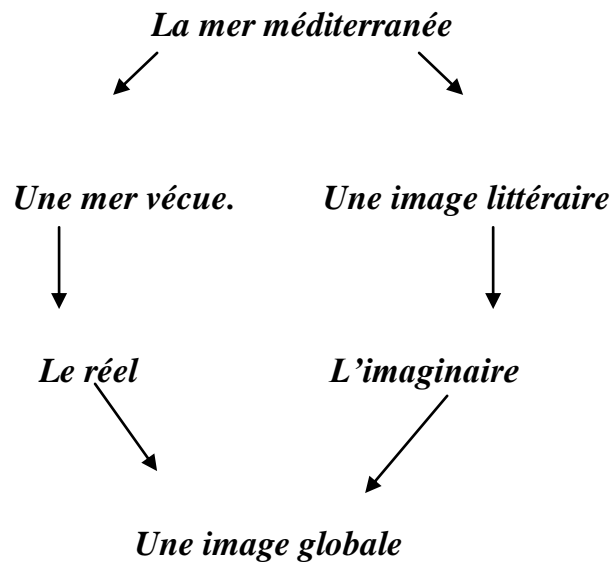 La mer méditerranée
Une mer vécue. Une image littéraire
Le réel L’imaginaire
Une image globale